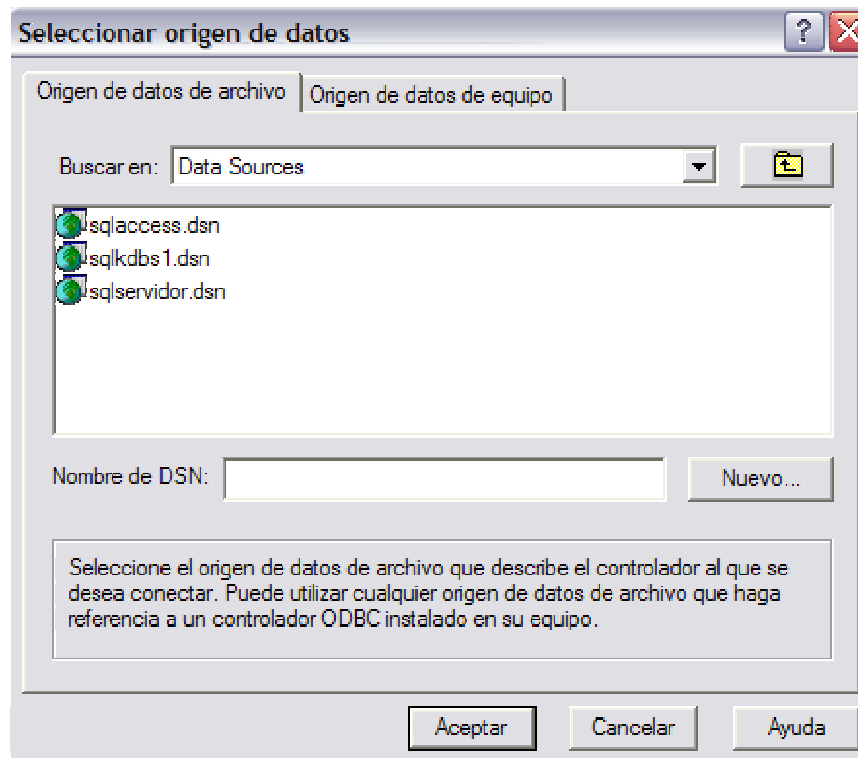 Seleccionar origen de datos
Origen de datos de archivo
Origen de datos de equipo
Buscar en:
Data Sources
sqlaccess.dsn
sqlkdbs1.dsn
sqlservidor.dsn
Nombre de DSN:
Nuevo...
Seleccione el origen de datos de archivo que describe el controlador al que se
desea conectar. Puede utilizar cualquier origen de datos de archivo que haga
referencia a un controlador ODBC instalado en su equipo.
Aceptar
Cancelar
Ayuda